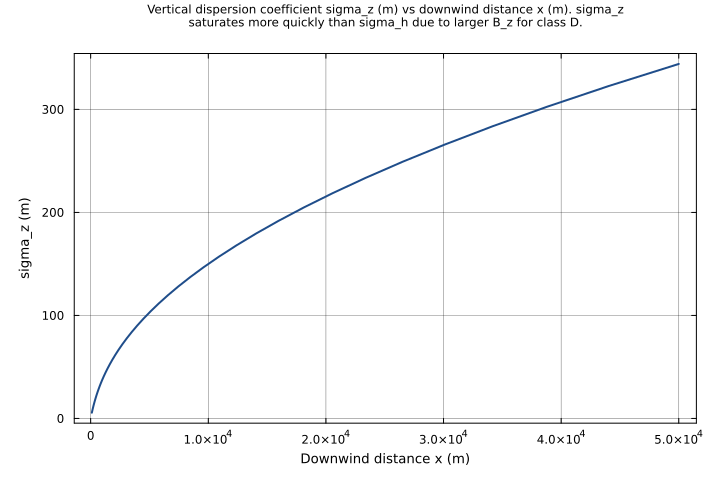 Vertical dispersion coefficient sigma_z (m) vs downwind distance x (m). sigma_z
saturates more quickly than sigma_h due to larger B_z for class D.
300
200
100
0
sigma_z (m)
0 1.0×10⁴ 2.0×10⁴ 3.0×10⁴ 4.0×10⁴ 5.0×10⁴
Downwind distance x (m)